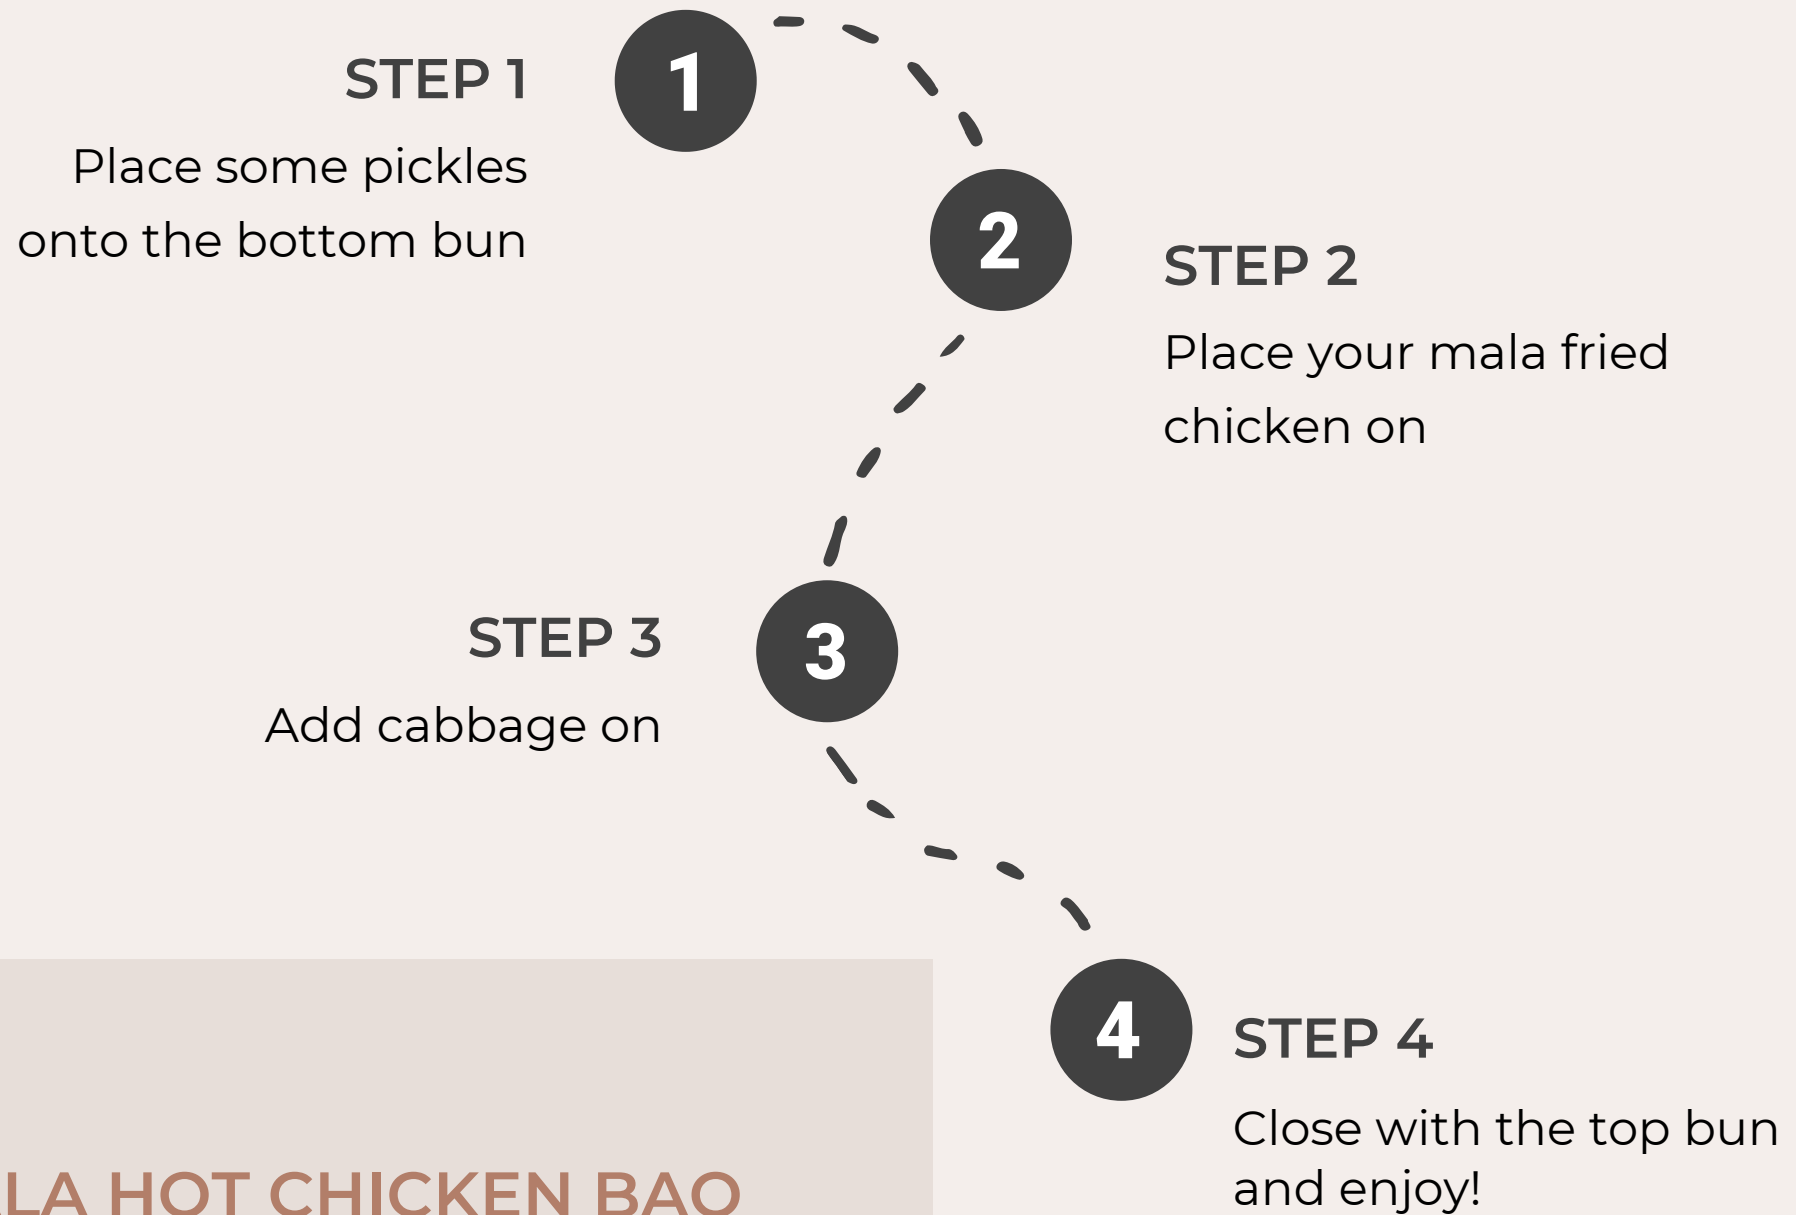 1
STEP 1
Place some pickles
onto the bottom bun
2
STEP 2
Place your mala fried
chicken on
3
STEP 3
Add cabbage on
4
STEP 4
Close with the top bun
and enjoy!
HOT CHICKEN BAO